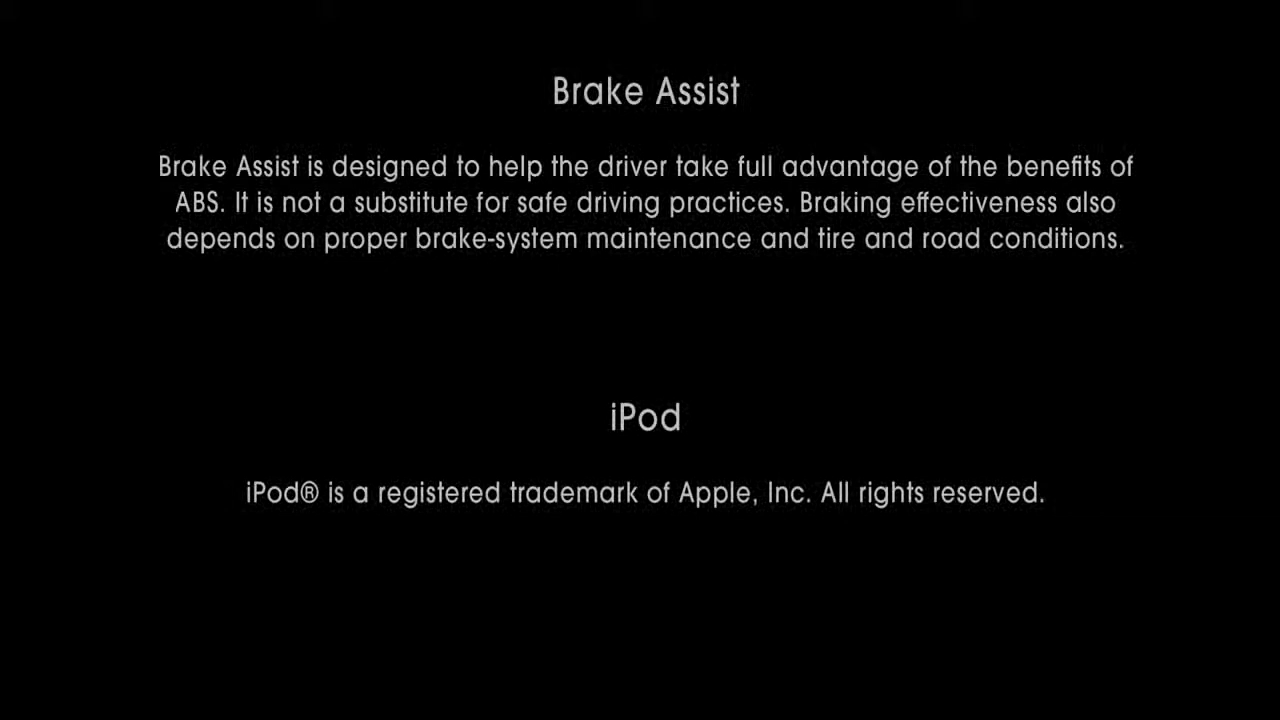 Brake Assist
Brake Assist is designed to help the driver take full advantage of the benefits of
ABS. It is not a substitute for safe driving practices. Braking effectiveness also
depends on proper brake-system maintenance and tire and road conditions.
iPod
iPod® is a registered trademark of Apple, Inc. All rights reserved.